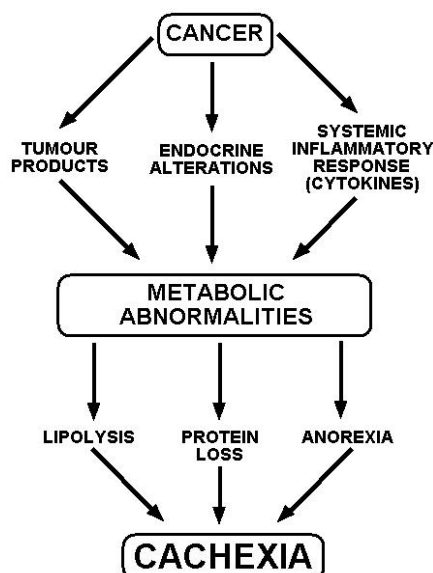 CANCER
TUMOUR
PRODUCTS
ENDOCRINE
ALTERATIONS
SYSTEMIC
INFLAMMATORY
RESPONSE
(CYTOKINES)
METABOLIC
ABNORMALITIES
LIPOLYSIS
PROTEIN
LOSS
ANOREXIA
CACHEXIA